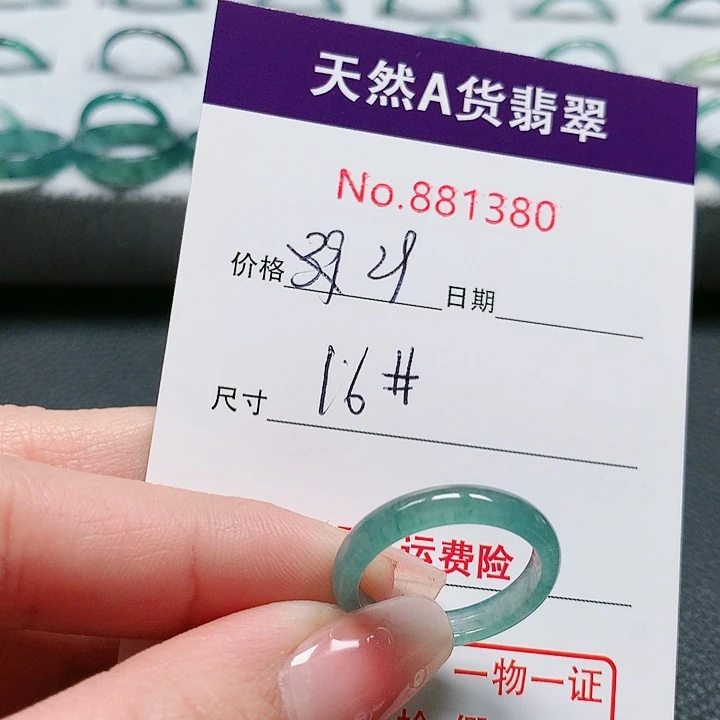 天然A货翡翠
No.881380
价格 29 日期
尺寸 16#
运费险
一物一证